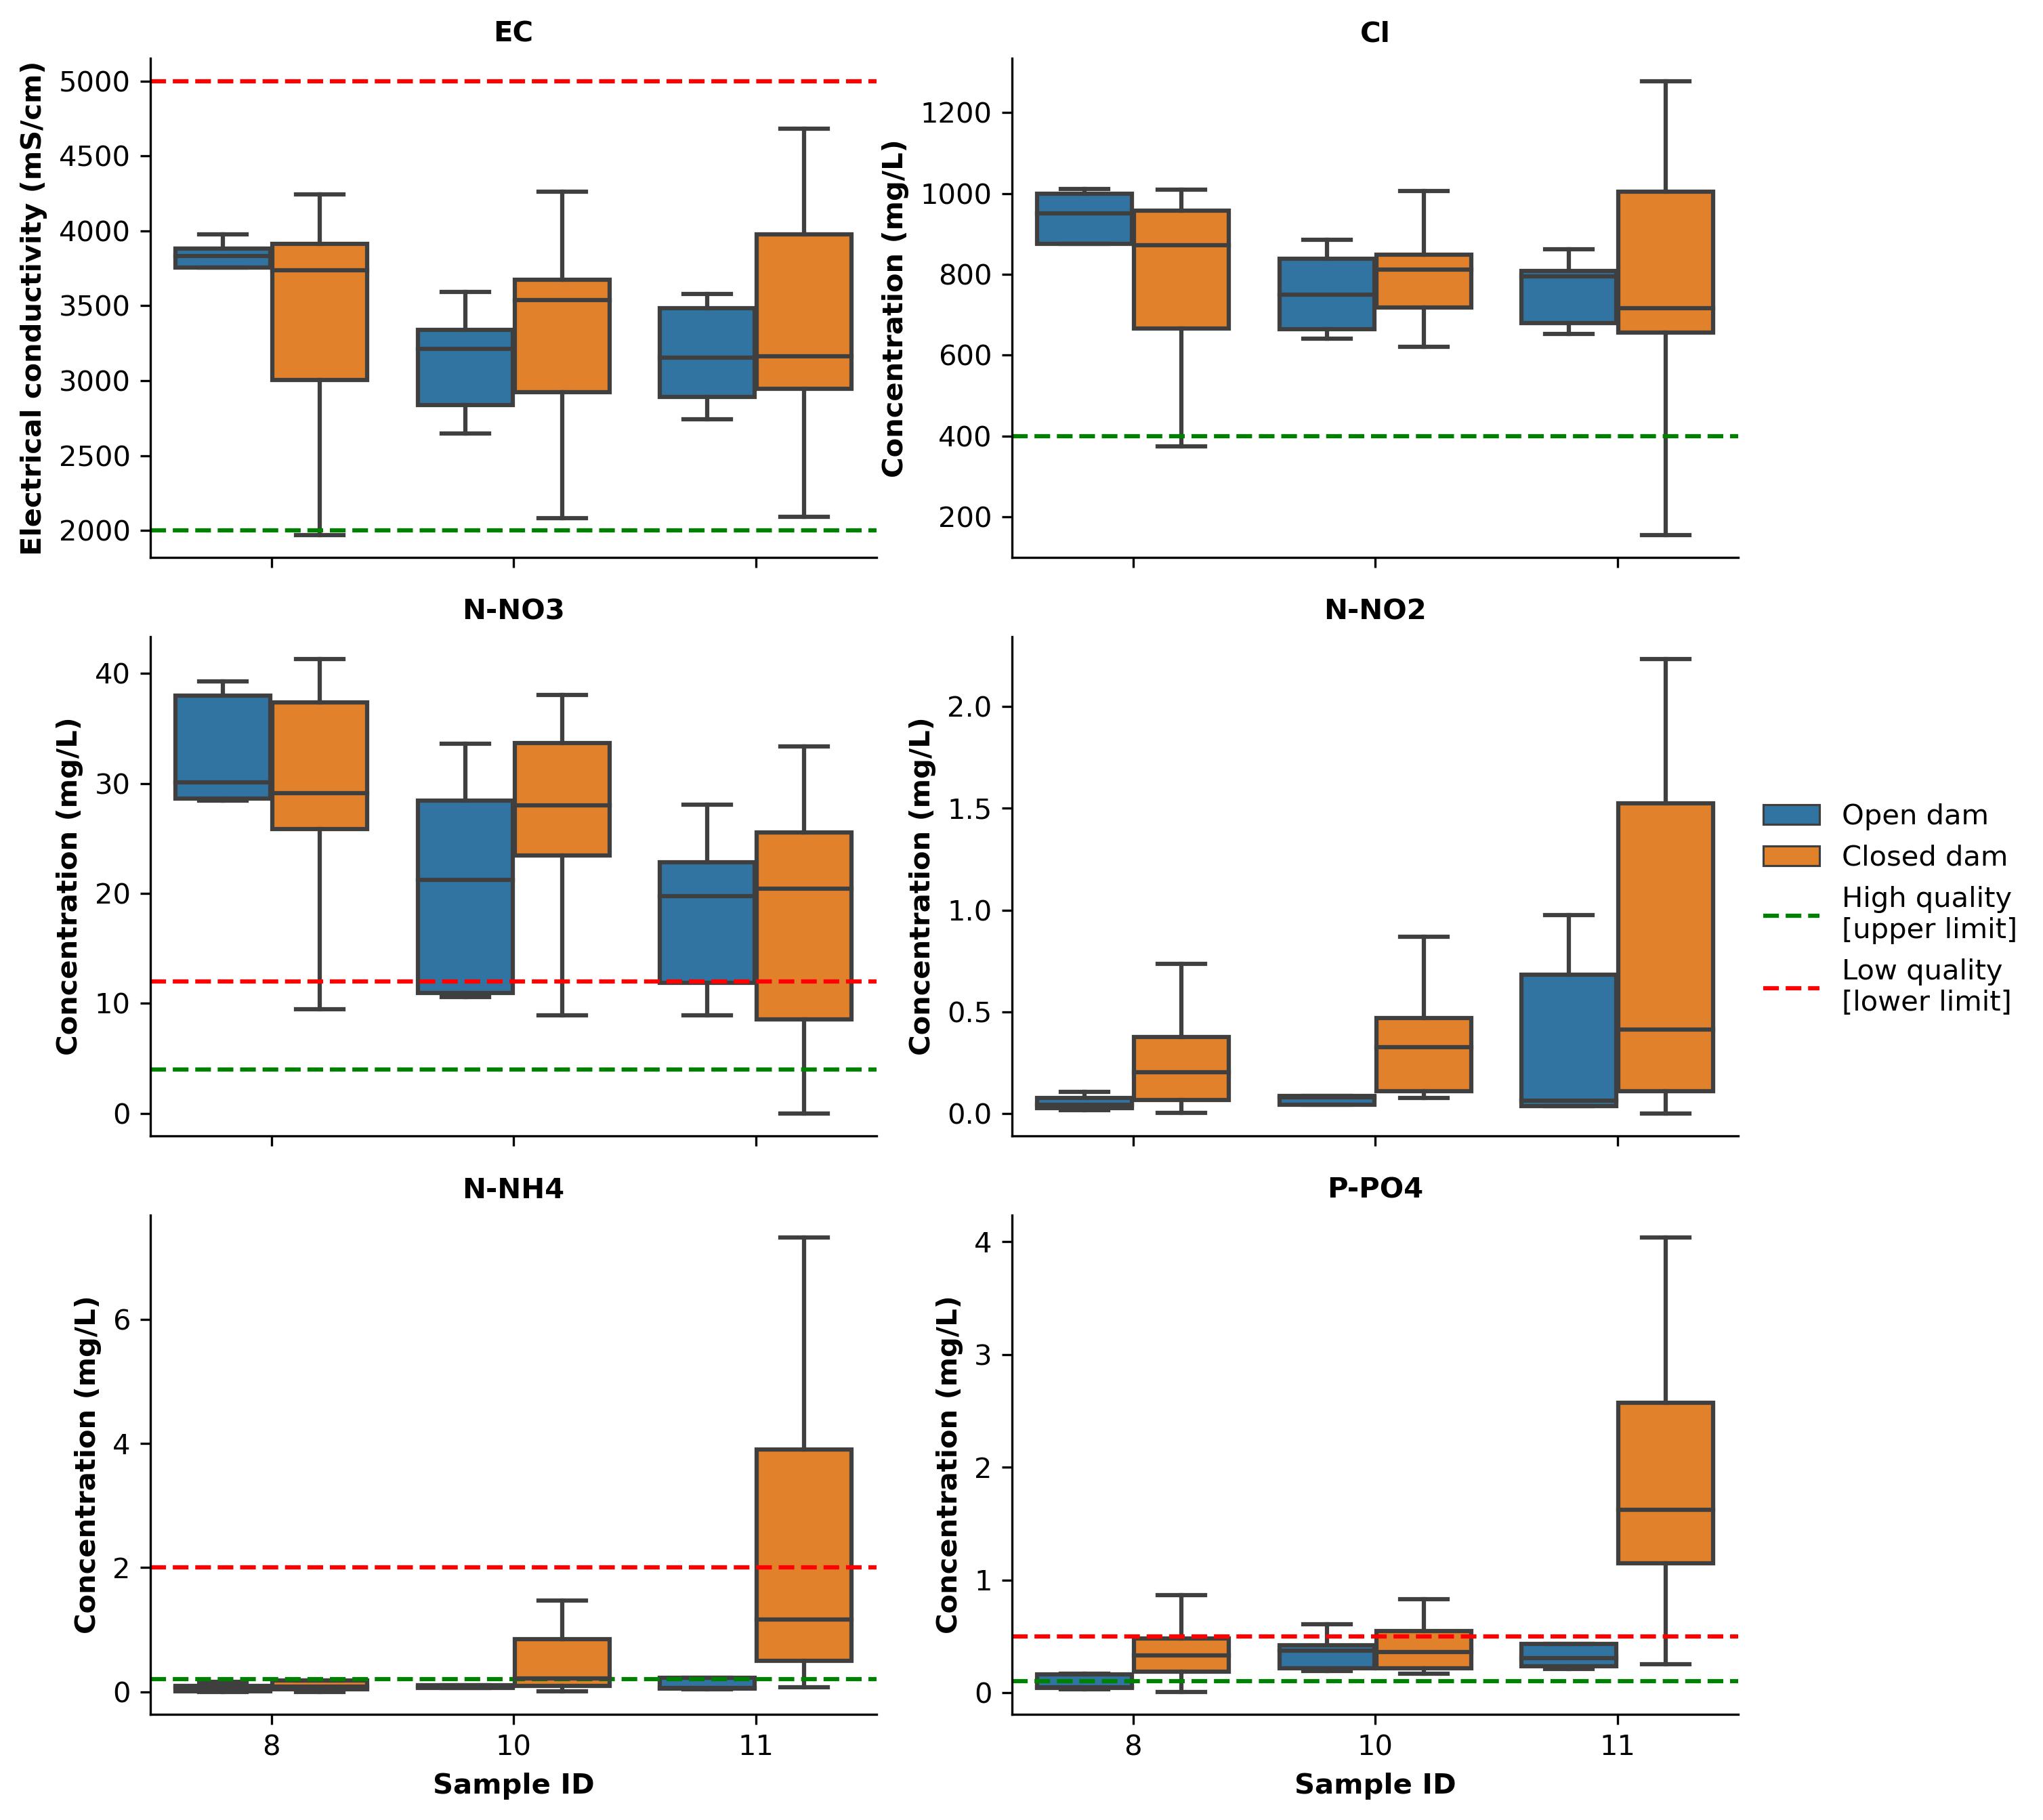 EC
Electrical conductivity (mS/cm)
5000
4500
4000
3500
3000
2500
2000
Cl
Concentration (mg/L)
1200
1000
800
600
400
200
N-NO3
Concentration (mg/L)
40
30
20
10
0
N-NO2
Concentration (mg/L)
2.0
1.5
1.0
0.5
0.0
Open dam
Closed dam
High quality
[upper limit]
Low quality
[lower limit]
N-NH4
Concentration (mg/L)
6
4
2
0
8
10
11
Sample ID
P-PO4
Concentration (mg/L)
4
3
2
1
0
8
10
11
Sample ID